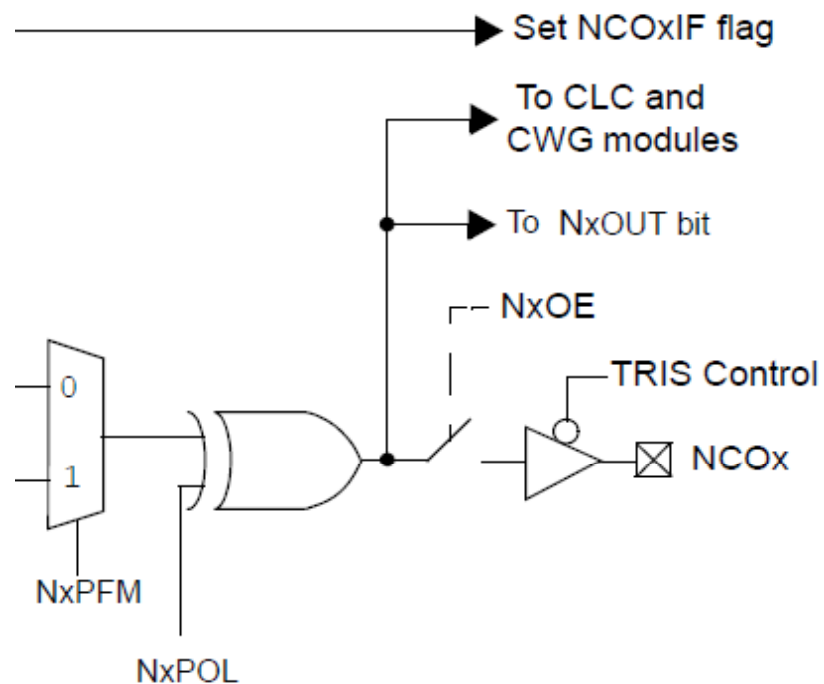 Set NCOxIF flag
To CLC and
CWG modules
To NxOUT bit
NxOE
TRIS Control
0
1
NCOx
NxPFM
NxPOL